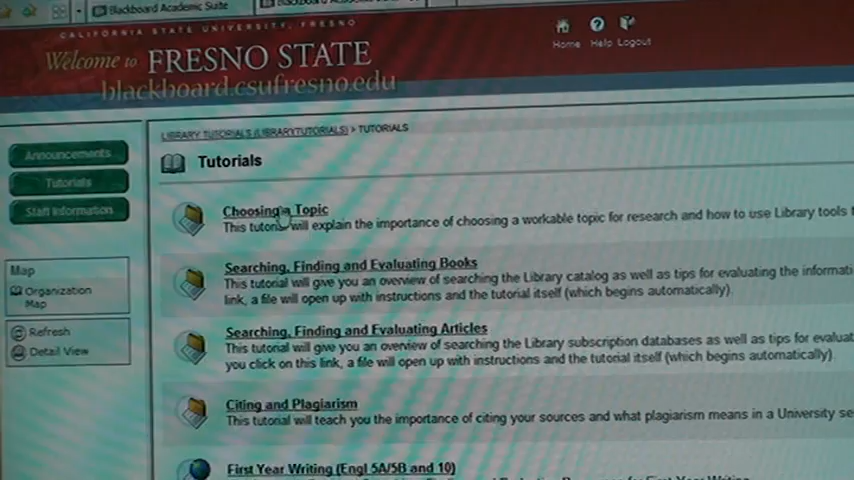 Blackboard Academic Suite
CALIFORNIA STATE UNIVERSITY, FRESNO
Welcome to FRESNO STATE
blackboard.csufresno.edu
Home Help Logout
Announcements
Tutorials
Staff Information
Map
Organization
Map
Refresh
Detail View
LIBRARY TUTORIALS (LIBRARYTUTORIALS) > TUTORIALS
Tutorials
Choosing a Topic
This tutorial will explain the importance of choosing a workable topic for research and how to use Library tools
Searching, Finding and Evaluating Books
This tutorial will give you an overview of searching the Library catalog as well as tips for evaluating the informati
link, a file will open up with instructions and the tutorial itself (which begins automatically).
Searching, Finding and Evaluating Articles
This tutorial will give you an overview of searching the Library subscription databases as well as tips for evaluat
you click on this link, a file will open up with instructions and the tutorial itself (which begins automatically).
Citing and Plagiarism
This tutorial will teach you the importance of citing your sources and what plagiarism means in a University se
First Year Writing (Engl 5A/5B and 10)